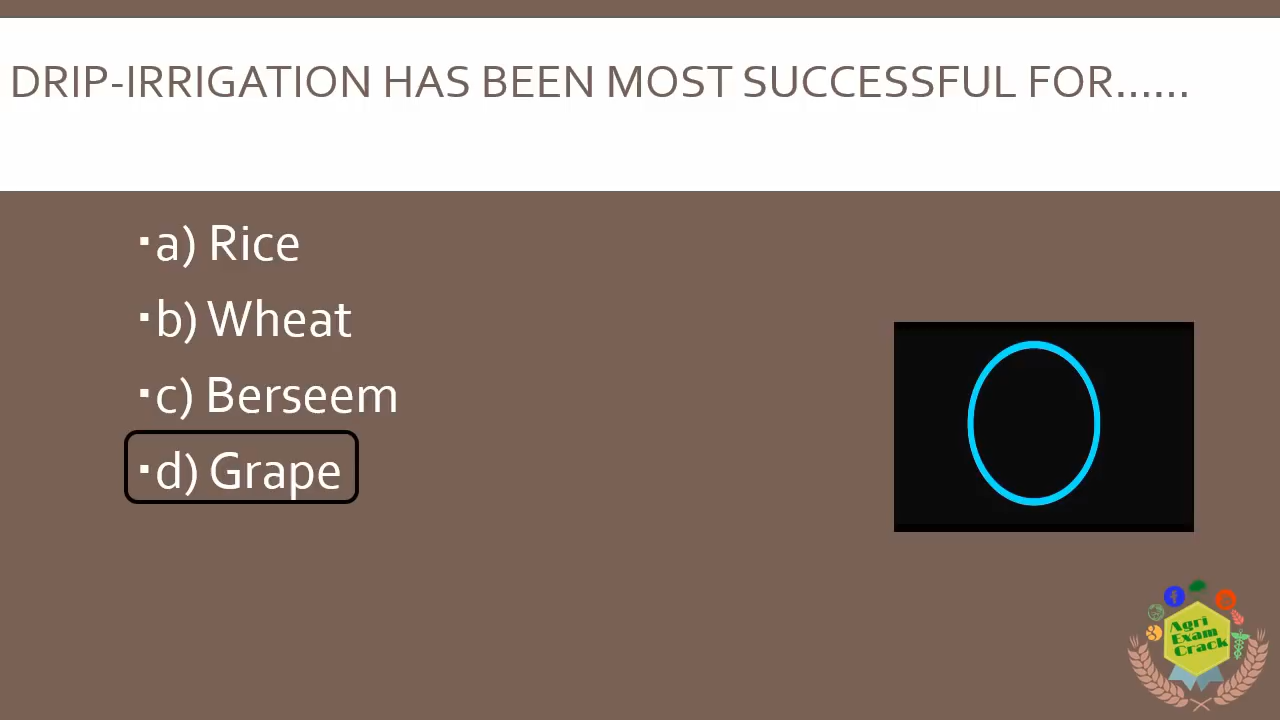 DRIP-IRRIGATION HAS BEEN MOST SUCCESSFUL FOR......
▪a) Rice
▪b) Wheat
▪c) Berseem
▪d) Grape
Agri
Exam
Crack